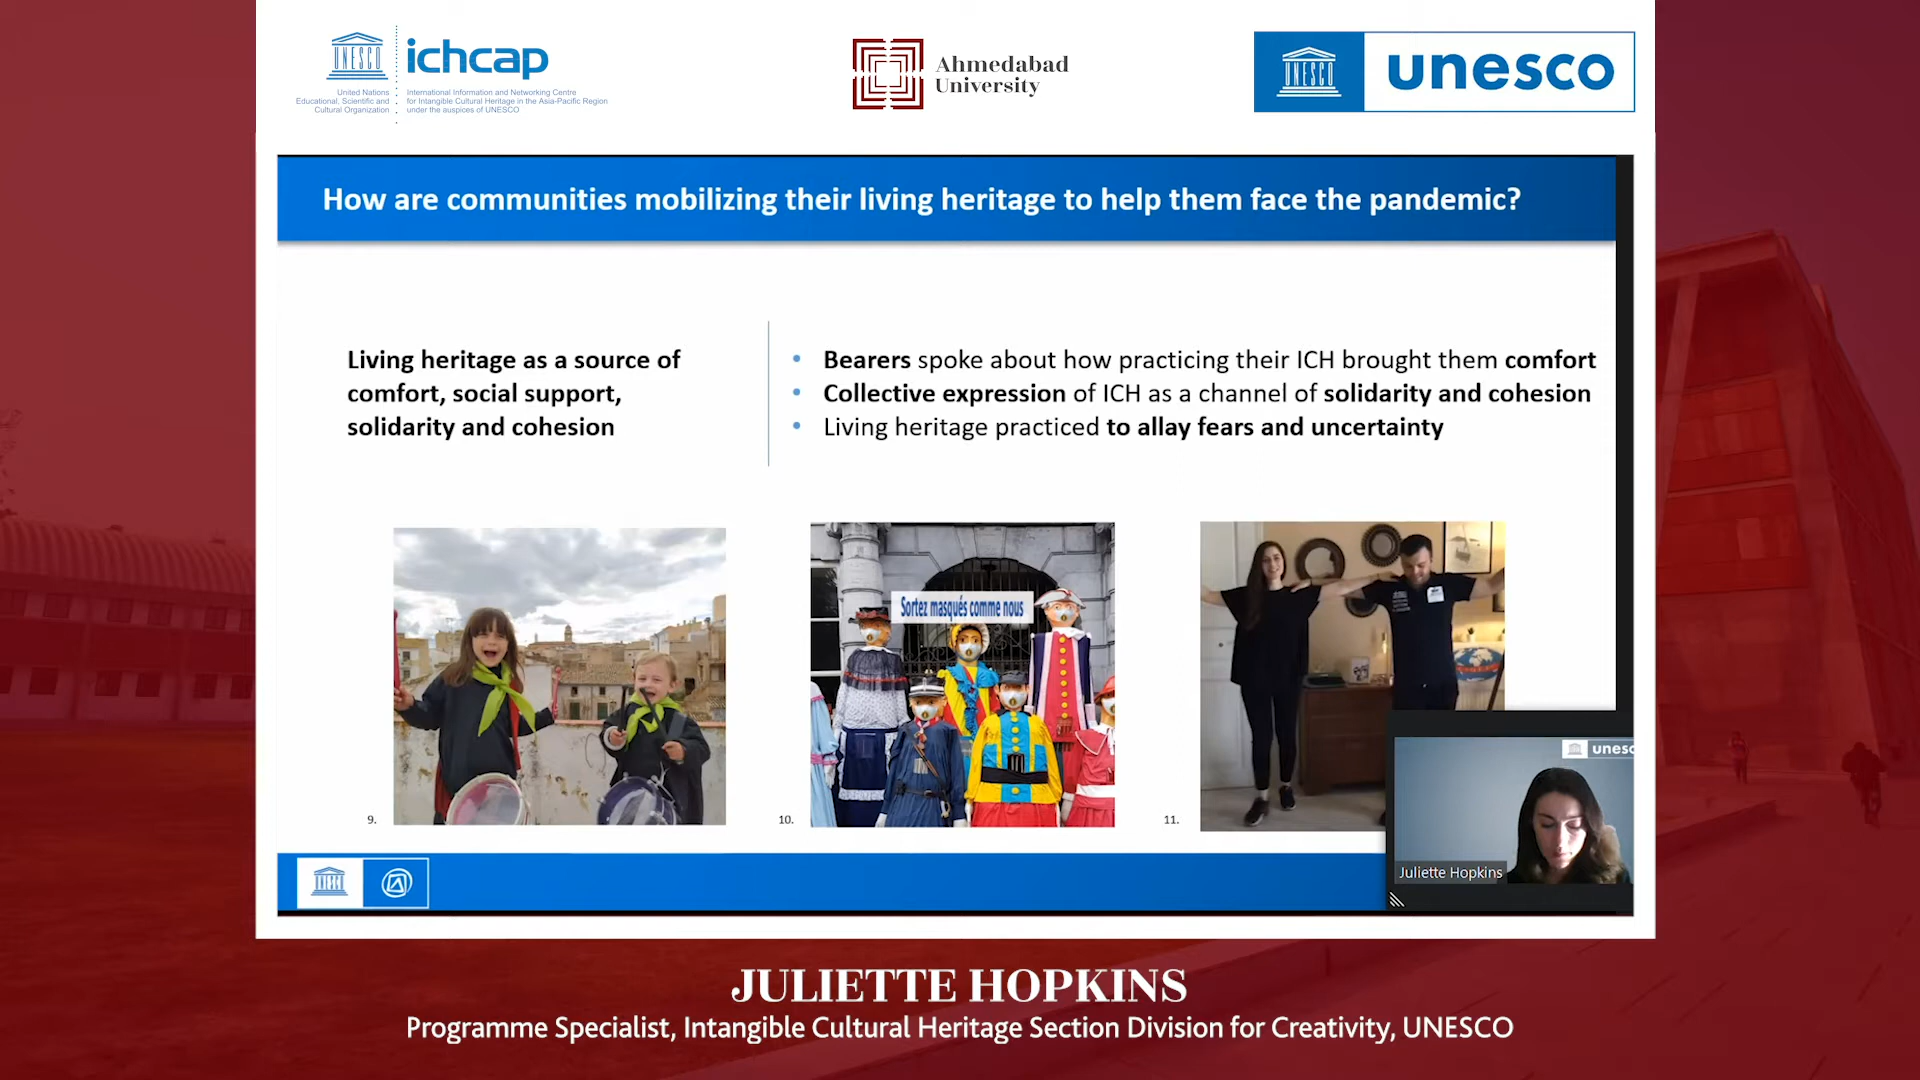 UNESCO
United Nations
Educational, Scientific and
Cultural Organization
ichcap
International Information and Networking Centre
for Intangible Cultural Heritage in the Asia-Pacific Region
under the auspices of UNESCO
Ahmedabad
University
UNESCO
unesco
How are communities mobilizing their living heritage to help them face the pandemic?
Living heritage as a source of
comfort, social support,
solidarity and cohesion
• Bearers spoke about how practicing their ICH brought them comfort
• Collective expression of ICH as a channel of solidarity and cohesion
• Living heritage practiced to allay fears and uncertainty
Sortez masqués comme nous
9.
10.
11.
unesc
Juliette Hopkins
JULIETTE HOPKINS
Programme Specialist, Intangible Cultural Heritage Section Division for Creativity, UNESCO